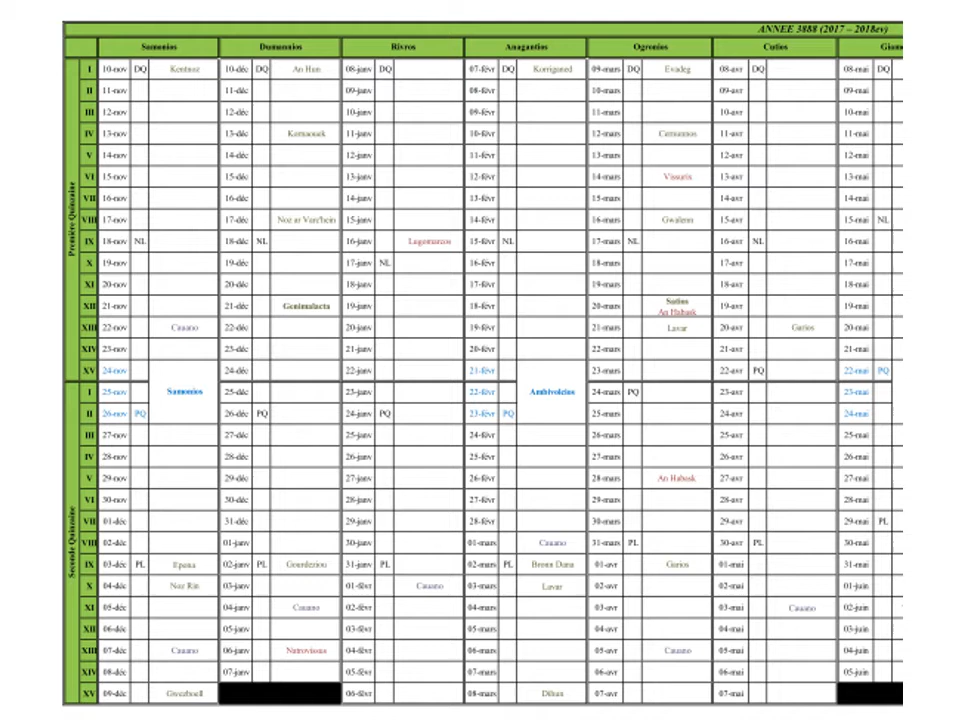 ANNEE 3888 (2017 – 2018ev)
Samonios Dumannios Rivros Anagantios Ogronios Cutios Giam
Première Quinzaine
I 10-nov DQ Kentnoz 10-déc DQ An Hun 08-janv DQ 07-févr DQ Korriganed 09-mars DQ Evadeg 08-avr DQ 08-mai DQ
II 11-nov 11-déc 09-janv 08-févr 10-mars 09-avr 09-mai
III 12-nov 12-déc 10-janv 09-févr 11-mars 10-avr 10-mai
IV 13-nov 13-déc Kernaouek 11-janv 10-févr 12-mars Cernunnos 11-avr 11-mai
V 14-nov 14-déc 12-janv 11-févr 13-mars 12-avr 12-mai
VI 15-nov 15-déc 13-janv 12-févr 14-mars Vissurix 13-avr 13-mai
VII 16-nov 16-déc 14-janv 13-févr 15-mars 14-avr 14-mai
VIII 17-nov 17-déc Noz ar Varc'hein 15-janv 14-févr 16-mars Gwalenn 15-avr 15-mai NL
IX 18-nov NL 18-déc NL 16-janv Lugomarcos 15-févr NL 17-mars NL 16-avr NL 16-mai
X 19-nov 19-déc 17-janv NL 16-févr 18-mars 17-avr 17-mai
XI 20-nov 20-déc 18-janv 17-févr 19-mars 18-avr 18-mai
XII 21-nov 21-déc Genimalacta 19-janv 18-févr 20-mars Sutios An Habask 19-avr 19-mai
XIII 22-nov Cauano 22-déc 20-janv 19-févr 21-mars Lavar 20-avr Garios 20-mai
XIV 23-nov 23-déc 21-janv 20-févr 22-mars 21-avr 21-mai
XV 24-nov 24-déc 22-janv 21-févr 23-mars 22-avr PQ 22-mai PQ
Seconde Quinzaine
I 25-nov Samonios 25-déc 23-janv 22-févr Ambivolcios 24-mars PQ 23-avr 23-mai
II 26-nov PQ 26-déc PQ 24-janv PQ 23-févr PQ 25-mars 24-avr 24-mai
III 27-nov 27-déc 25-janv 24-févr 26-mars 25-avr 25-mai
IV 28-nov 28-déc 26-janv 25-févr 27-mars 26-avr 26-mai
V 29-nov 29-déc 27-janv 26-févr 28-mars An Habask 27-avr 27-mai
VI 30-nov 30-déc 28-janv 27-févr 29-mars 28-avr 28-mai
VII 01-déc 31-déc 29-janv 28-févr 30-mars 29-avr 29-mai PL
VIII 02-déc 01-janv 30-janv 01-mars Cauano 31-mars PL 30-avr PL 30-mai
IX 03-déc PL Epona 02-janv PL Gourdeziou 31-janv PL 02-mars PL Bronn Dana 01-avr Garios 01-mai 31-mai
X 04-déc Noz Rin 03-janv 01-févr Cauano 03-mars Lavar 02-avr 02-mai 01-juin
XI 05-déc 04-janv Cauano 02-févr 04-mars 03-avr 03-mai Cauano 02-juin
XII 06-déc 05-janv 03-févr 05-mars 04-avr 04-mai 03-juin
XIII 07-déc Cauano 06-janv Natrovissus 04-févr 06-mars 05-avr Cauano 05-mai 04-juin
XIV 08-déc 07-janv 05-févr 07-mars 06-avr 06-mai 05-juin
XV 09-déc Gwezboell 06-févr 08-mars Dihun 07-avr 07-mai